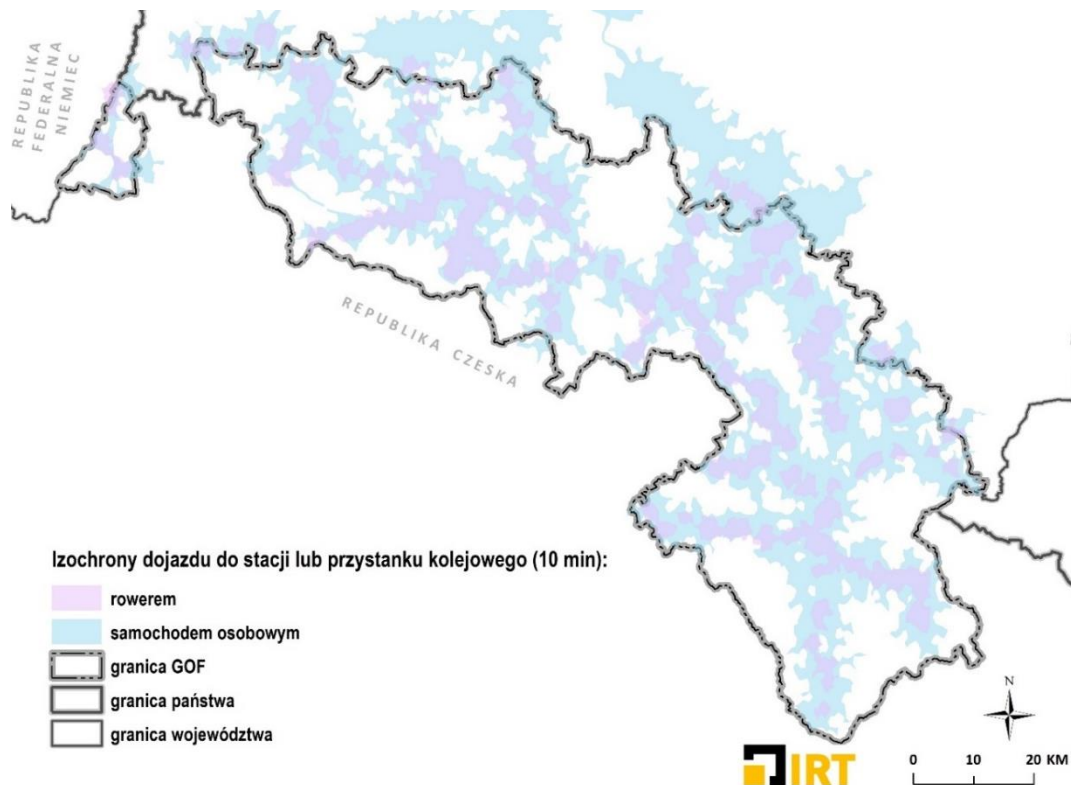 REPUBLIKA
FEDERALNA
NIEMIEC
REPUBLIKA CZESKA
Izochrony dojazdu do stacji lub przystanku kolejowego (10 min):
rowerem
samochodem osobowym
granica GOF
granica państwa
granica województwa
N
IRT
0 10 20 KM